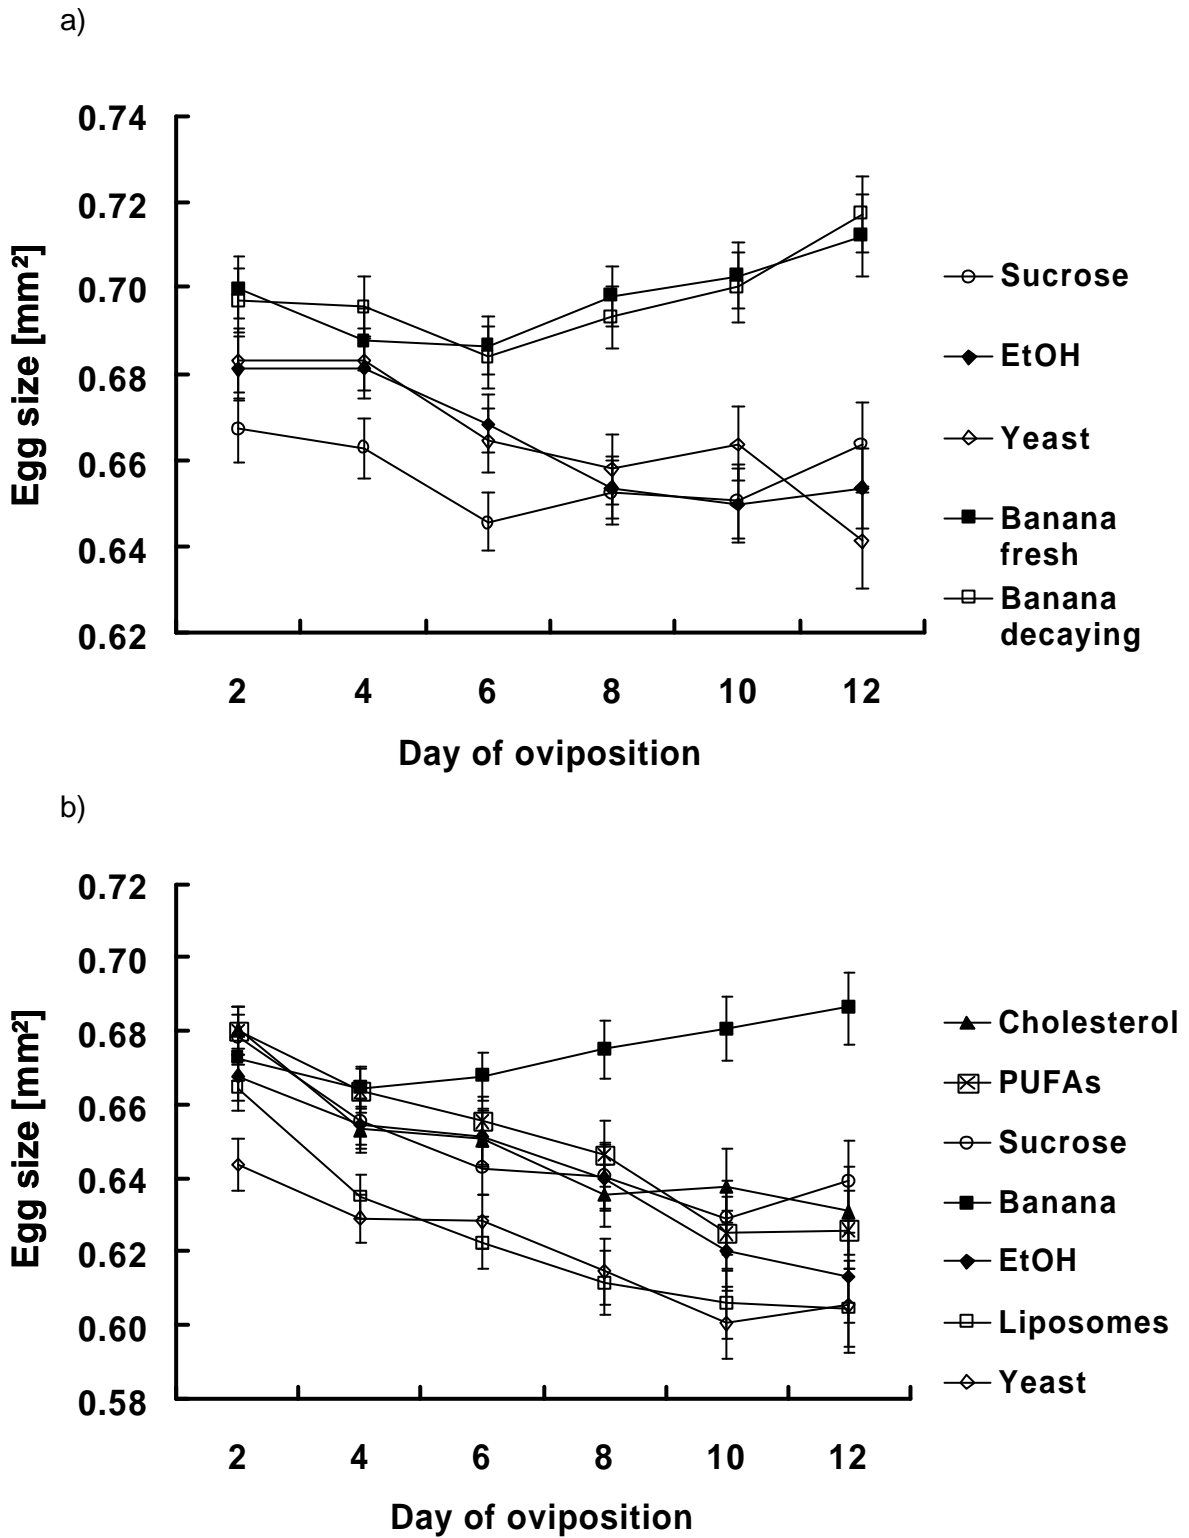 a)
0.74
0.72
0.70
0.68
0.66
0.64
0.62
Egg size [mm²]
2 4 6 8 10 12
Day of oviposition
Sucrose
EtOH
Yeast
Banana
fresh
Banana
decaying
b)
0.72
0.70
0.68
0.66
0.64
0.62
0.60
0.58
Egg size [mm²]
2 4 6 8 10 12
Day of oviposition
Cholesterol
PUFAs
Sucrose
Banana
EtOH
Liposomes
Yeast